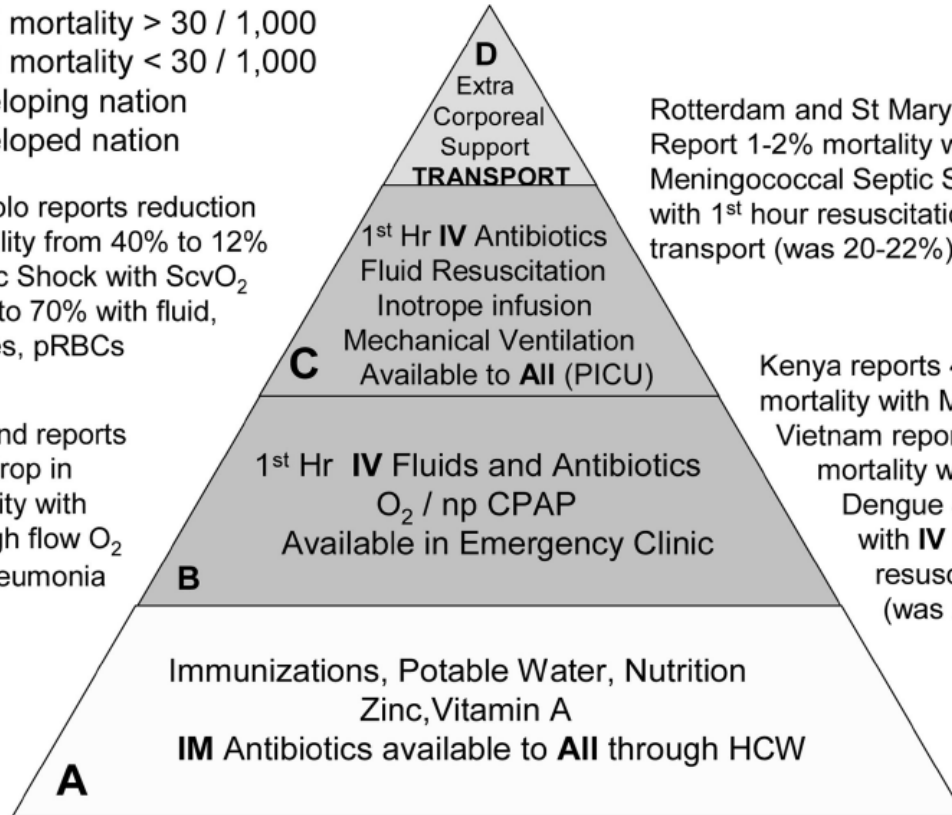 mortality > 30 / 1,000
mortality < 30 / 1,000
eloping nation
eloped nation
olo reports reduction
lity from 40% to 12%
c Shock with ScvO₂
to 70% with fluid,
es, pRBCs
nd reports
rop in
ity with
gh flow O₂
eumonia
D
Extra
Corporeal
Support
TRANSPORT
1st Hr IV Antibiotics
Fluid Resuscitation
Inotrope infusion
Mechanical Ventilation
Available to All (PICU)
C
1st Hr IV Fluids and Antibiotics
O₂ / np CPAP
Available in Emergency Clinic
B
Immunizations, Potable Water, Nutrition
Zinc,Vitamin A
IM Antibiotics available to All through HCW
A
Rotterdam and St Mary
Report 1-2% mortality w
Meningococcal Septic S
with 1st hour resuscitatio
transport (was 20-22%)
Kenya reports
mortality with M
Vietnam repor
mortality w
Dengue
with IV
resusc
(was